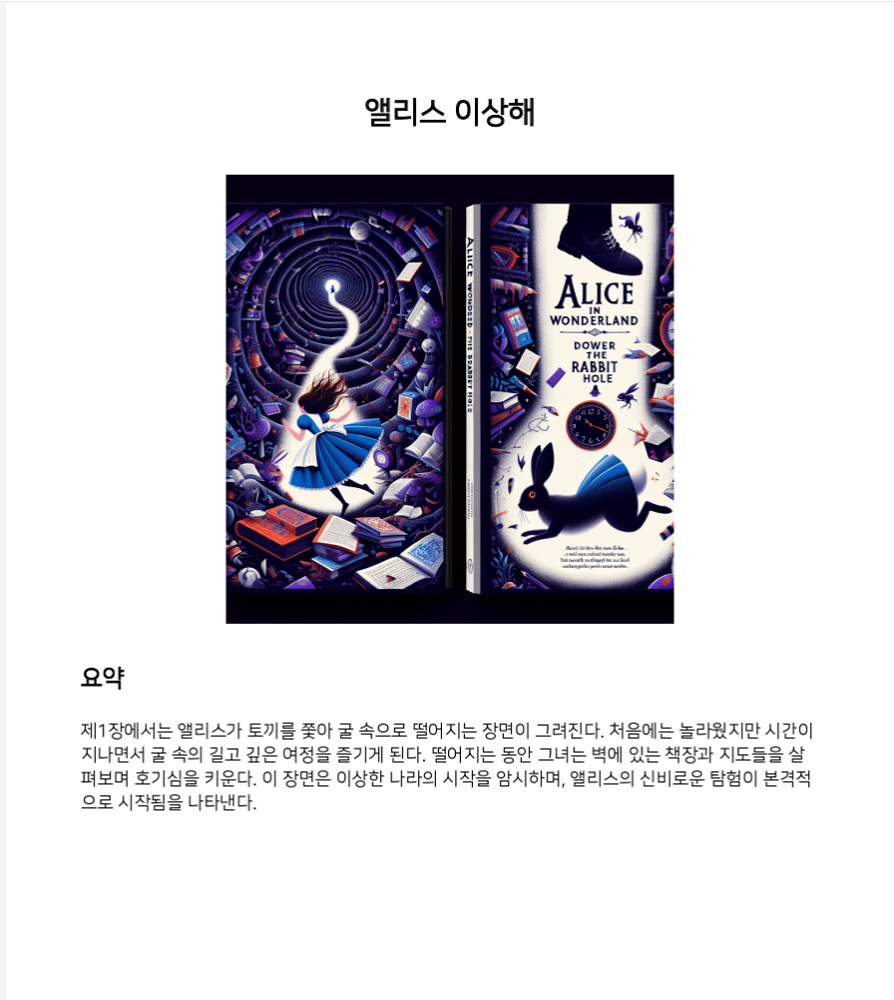 앨리스 이상해
ALICE
IN
WONDERLAND
DOWER
THE
RABBIT
HOLE
요약
제1장에서는 앨리스가 토끼를 쫓아 굴 속으로 떨어지는 장면이 그려진다. 처음에는 놀라웠지만 시간이
지나면서 굴 속의 길고 깊은 여정을 즐기게 된다. 떨어지는 동안 그녀는 벽에 있는 책장과 지도들을 살
펴보며 호기심을 키운다. 이 장면은 이상한 나라의 시작을 암시하며, 앨리스의 신비로운 탐험이 본격적
으로 시작됨을 나타낸다.